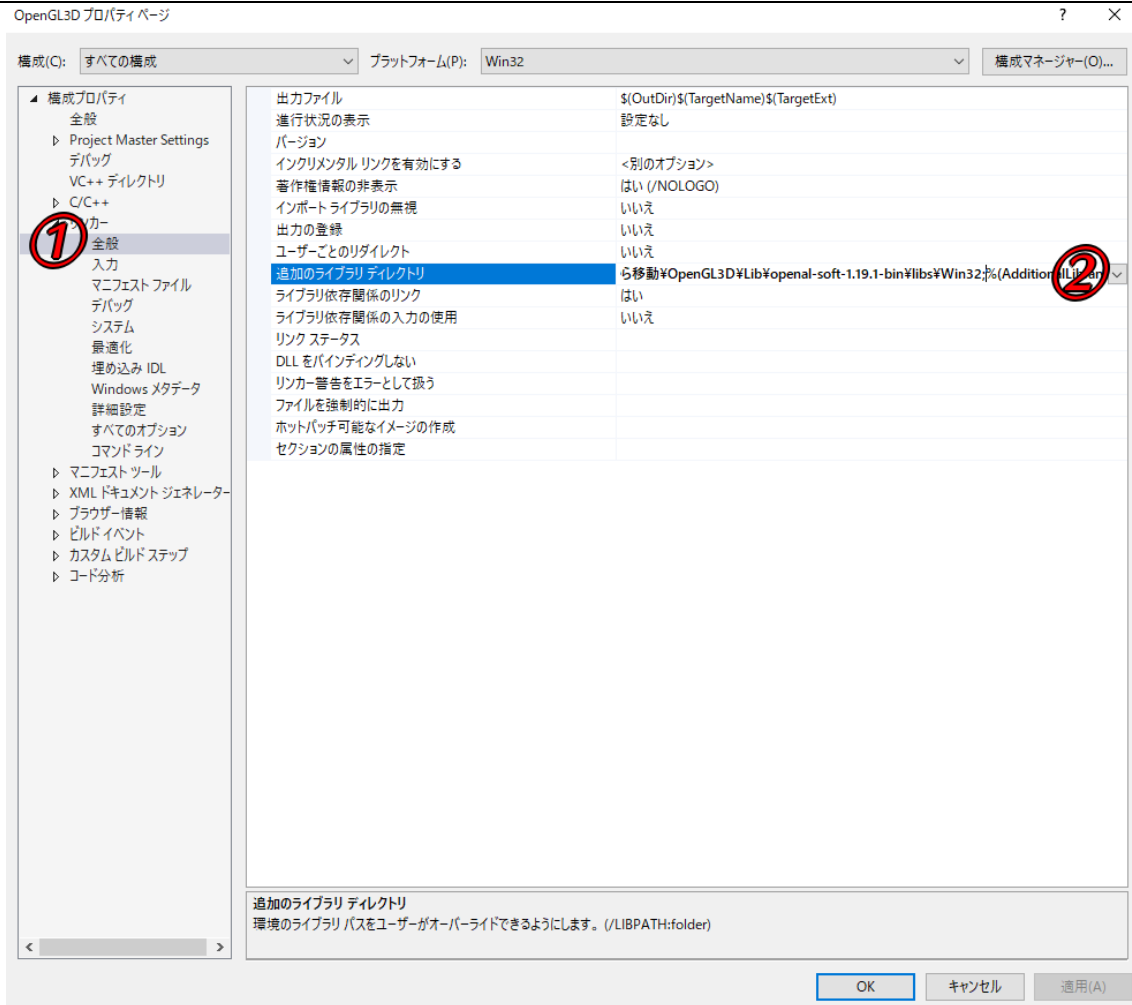 OpenGL3D プロパティ ページ
? ×
構成(C): すべての構成 プラットフォーム(P): Win32 構成マネージャー(O)...
構成プロパティ
全般
Project Master Settings
デバッグ
VC++ ディレクトリ
C/C++
リンカー
①
全般
入力
マニフェスト ファイル
デバッグ
システム
最適化
埋め込み IDL
Windows メタデータ
詳細設定
すべてのオプション
コマンド ライン
マニフェスト ツール
XML ドキュメント ジェネレーター
ブラウザー情報
ビルド イベント
カスタム ビルド ステップ
コード分析
出力ファイル $(OutDir)$(TargetName)$(TargetExt)
進行状況の表示 設定なし
バージョン
インクリメンタル リンクを有効にする <別のオプション>
著作権情報の非表示 はい (/NOLOGO)
インポート ライブラリの無視 いいえ
出力の登録 いいえ
ユーザーごとのリダイレクト いいえ
追加のライブラリ ディレクトリ ら移動¥OpenGL3D¥Lib¥openal-soft-1.19.1-bin¥libs¥Win32;%(AdditionalLibrar
②
ライブラリ依存関係のリンク はい
ライブラリ依存関係の入力の使用 いいえ
リンク ステータス
DLL をバインディングしない
リンカー警告をエラーとして扱う
ファイルを強制的に出力
ホットパッチ可能なイメージの作成
セクションの属性の指定
追加のライブラリ ディレクトリ
環境のライブラリ パスをユーザーがオーバーライドできるようにします。(/LIBPATH:folder)
OK キャンセル 適用(A)